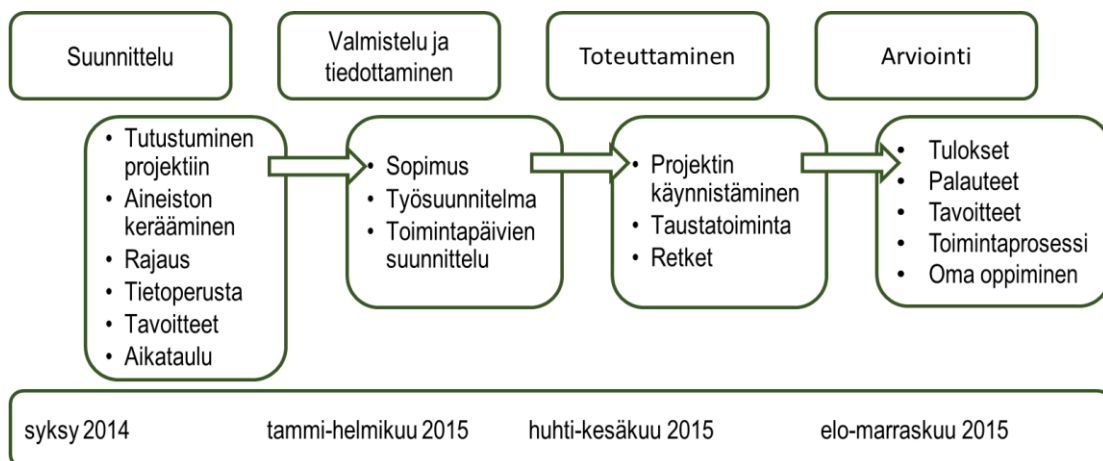 Suunnittelu
Valmistelu ja
tiedottaminen
Toteuttaminen
Arviointi
• Tutustuminen
projektiin
• Aineiston
kerääminen
• Rajaus
• Tietoperusta
• Tavoitteet
• Aikataulu
• Sopimus
• Työsuunnitelma
• Toimintapäivien
suunnittelu
• Projektin
käynnistäminen
• Taustatoiminta
• Retket
• Tulokset
• Palauteet
• Tavoitteet
• Toimintaprosessi
• Oma oppiminen
syksy 2014
tammi-helmikuu 2015
huhti-kesäkuu 2015
elo-marraskuu 2015